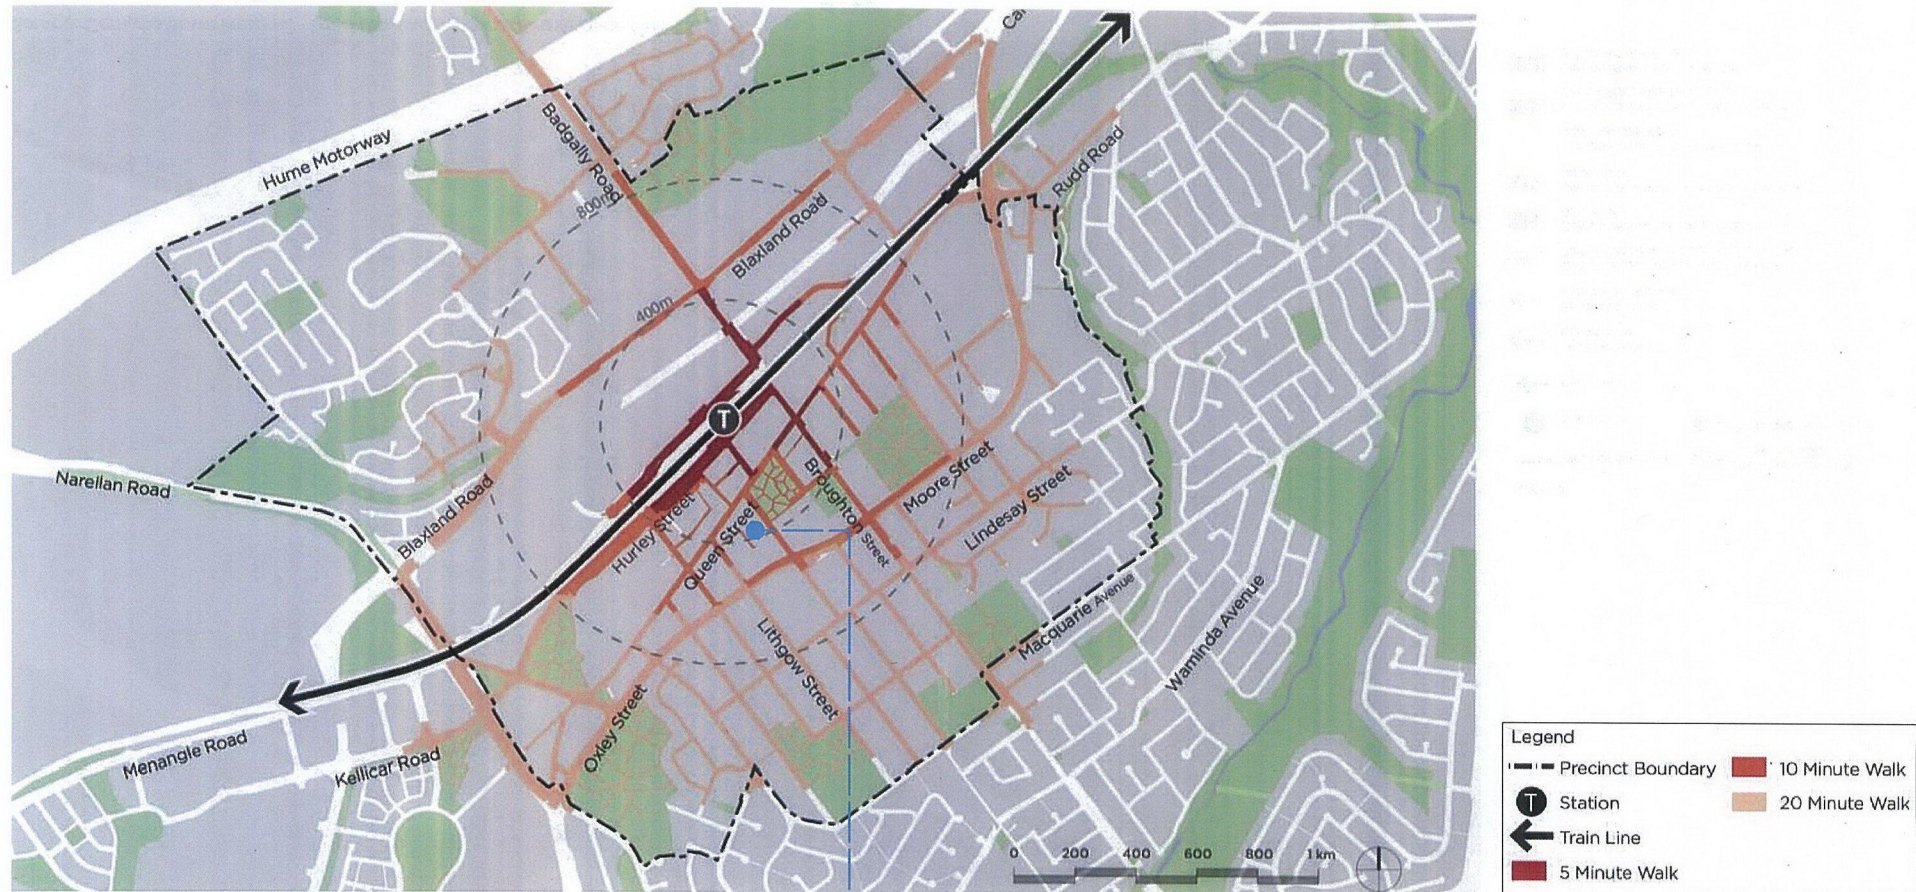 Hume Motorway
Badgally Road
Rudd Road
800m
Blaxland Road
400m
Narellan Road
Blaxland Road
T
Hurley Street
Queen Street
Broughton Street
Moore Street
Lindesay Street
Macquarie Avenue
Waminda Avenue
Lithgow Street
Oxley Street
Menangle Road
Kellicar Road
0 200 400 600 800 1 km
Legend
Precinct Boundary
10 Minute Walk
T Station
20 Minute Walk
Train Line
5 Minute Walk